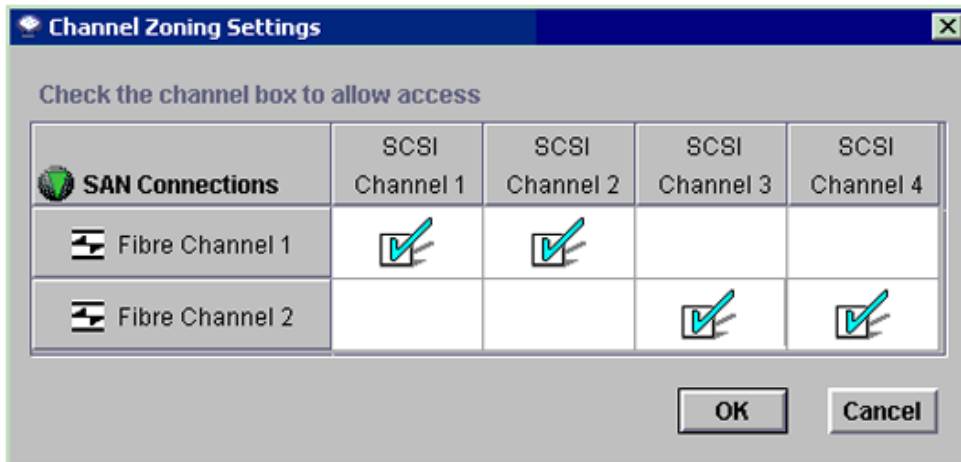 Channel Zoning Settings
Check the channel box to allow access
SAN Connections
SCSI Channel 1
SCSI Channel 2
SCSI Channel 3
SCSI Channel 4
Fibre Channel 1
Fibre Channel 2
OK
Cancel